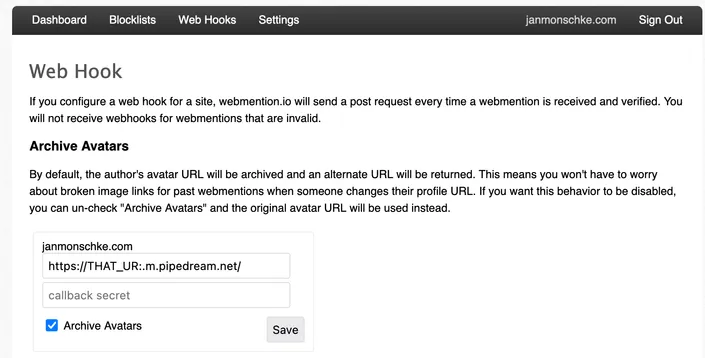 Dashboard Blocklists Web Hooks Settings janmonschke.com Sign Out
Web Hook
If you configure a web hook for a site, webmention.io will send a post request every time a webmention is received and verified. You
will not receive webhooks for webmentions that are invalid.
Archive Avatars
By default, the author's avatar URL will be archived and an alternate URL will be returned. This means you won't have to worry
about broken image links for past webmentions when someone changes their profile URL. If you want this behavior to be disabled,
you can un-check "Archive Avatars" and the original avatar URL will be used instead.
janmonschke.com
https://THAT_UR:.m.pipedream.net/
callback secret
Archive Avatars Save